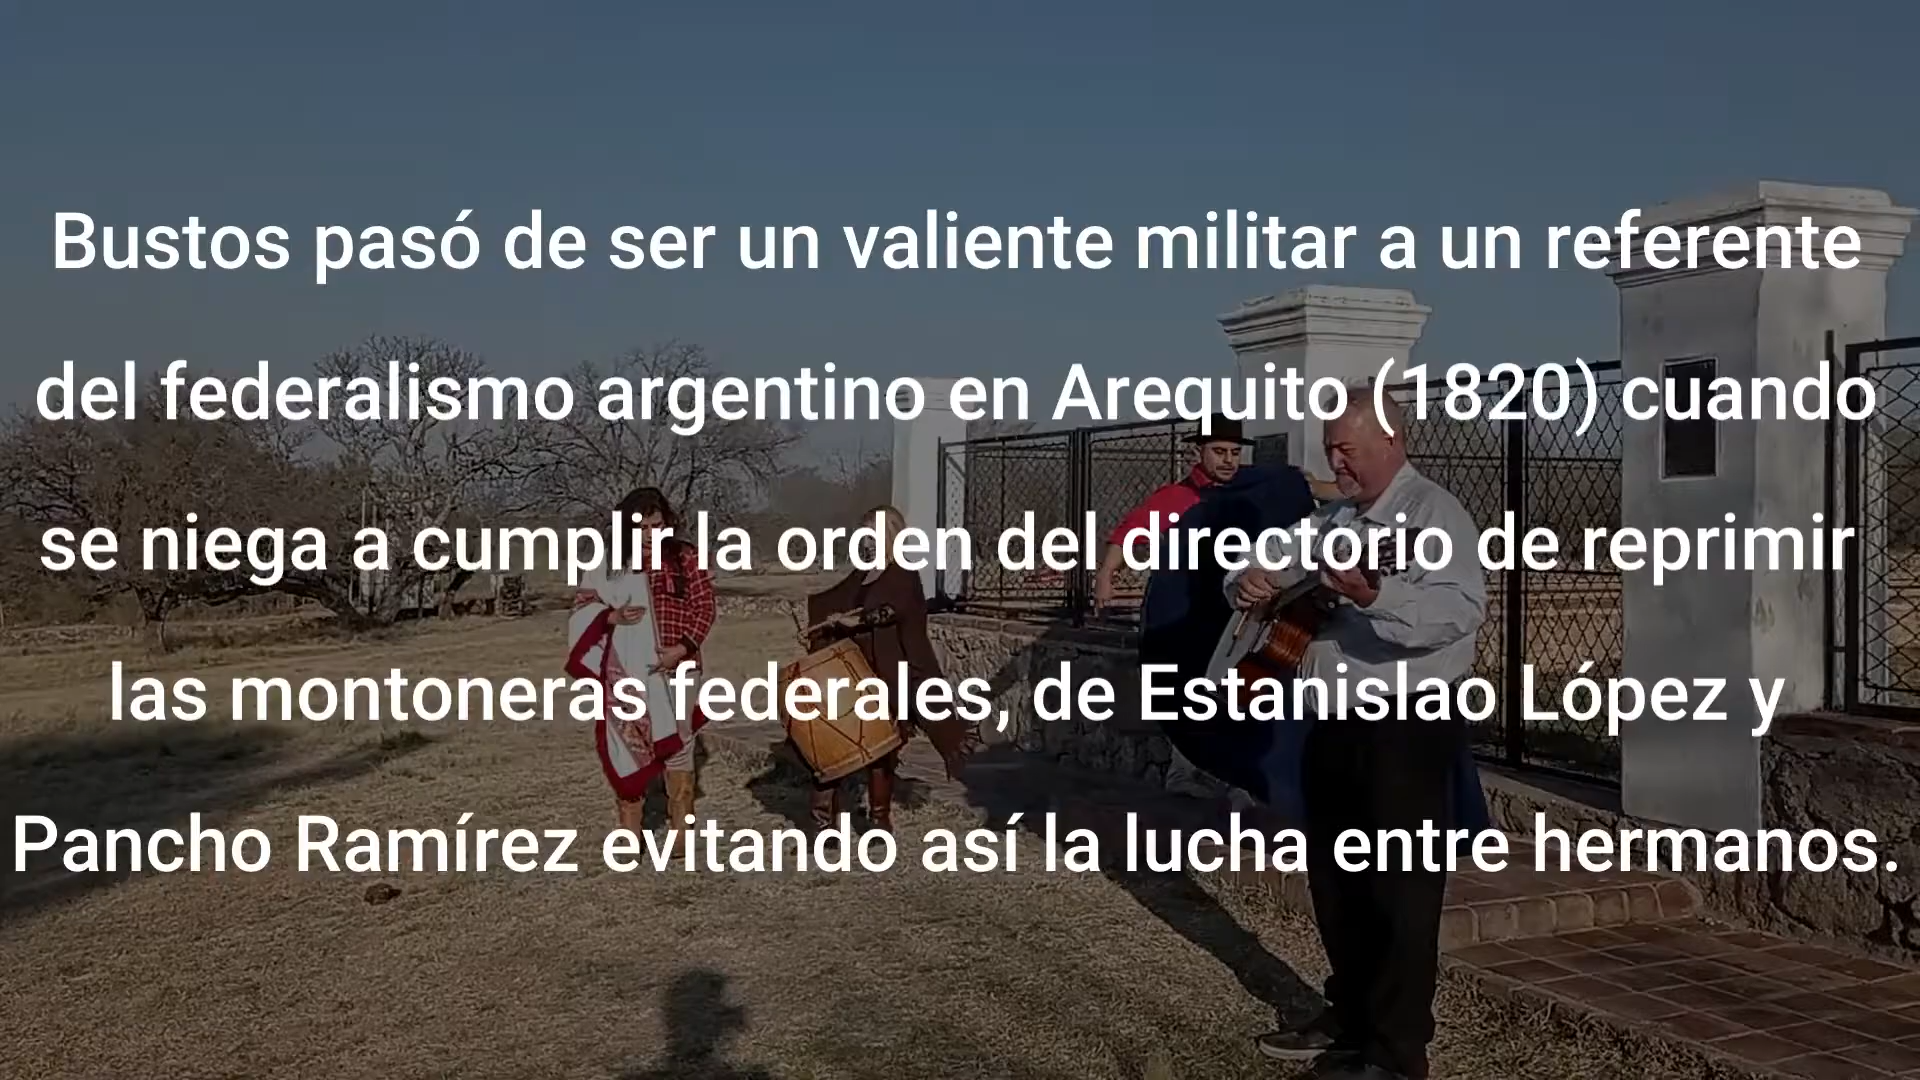 Bustos pasó de ser un valiente militar a un referente
del federalismo argentino en Arequito (1820) cuando
se niega a cumplir la orden del directorio de reprimir
las montoneras federales, de Estanislao López y
Pancho Ramírez evitando así la lucha entre hermanos.